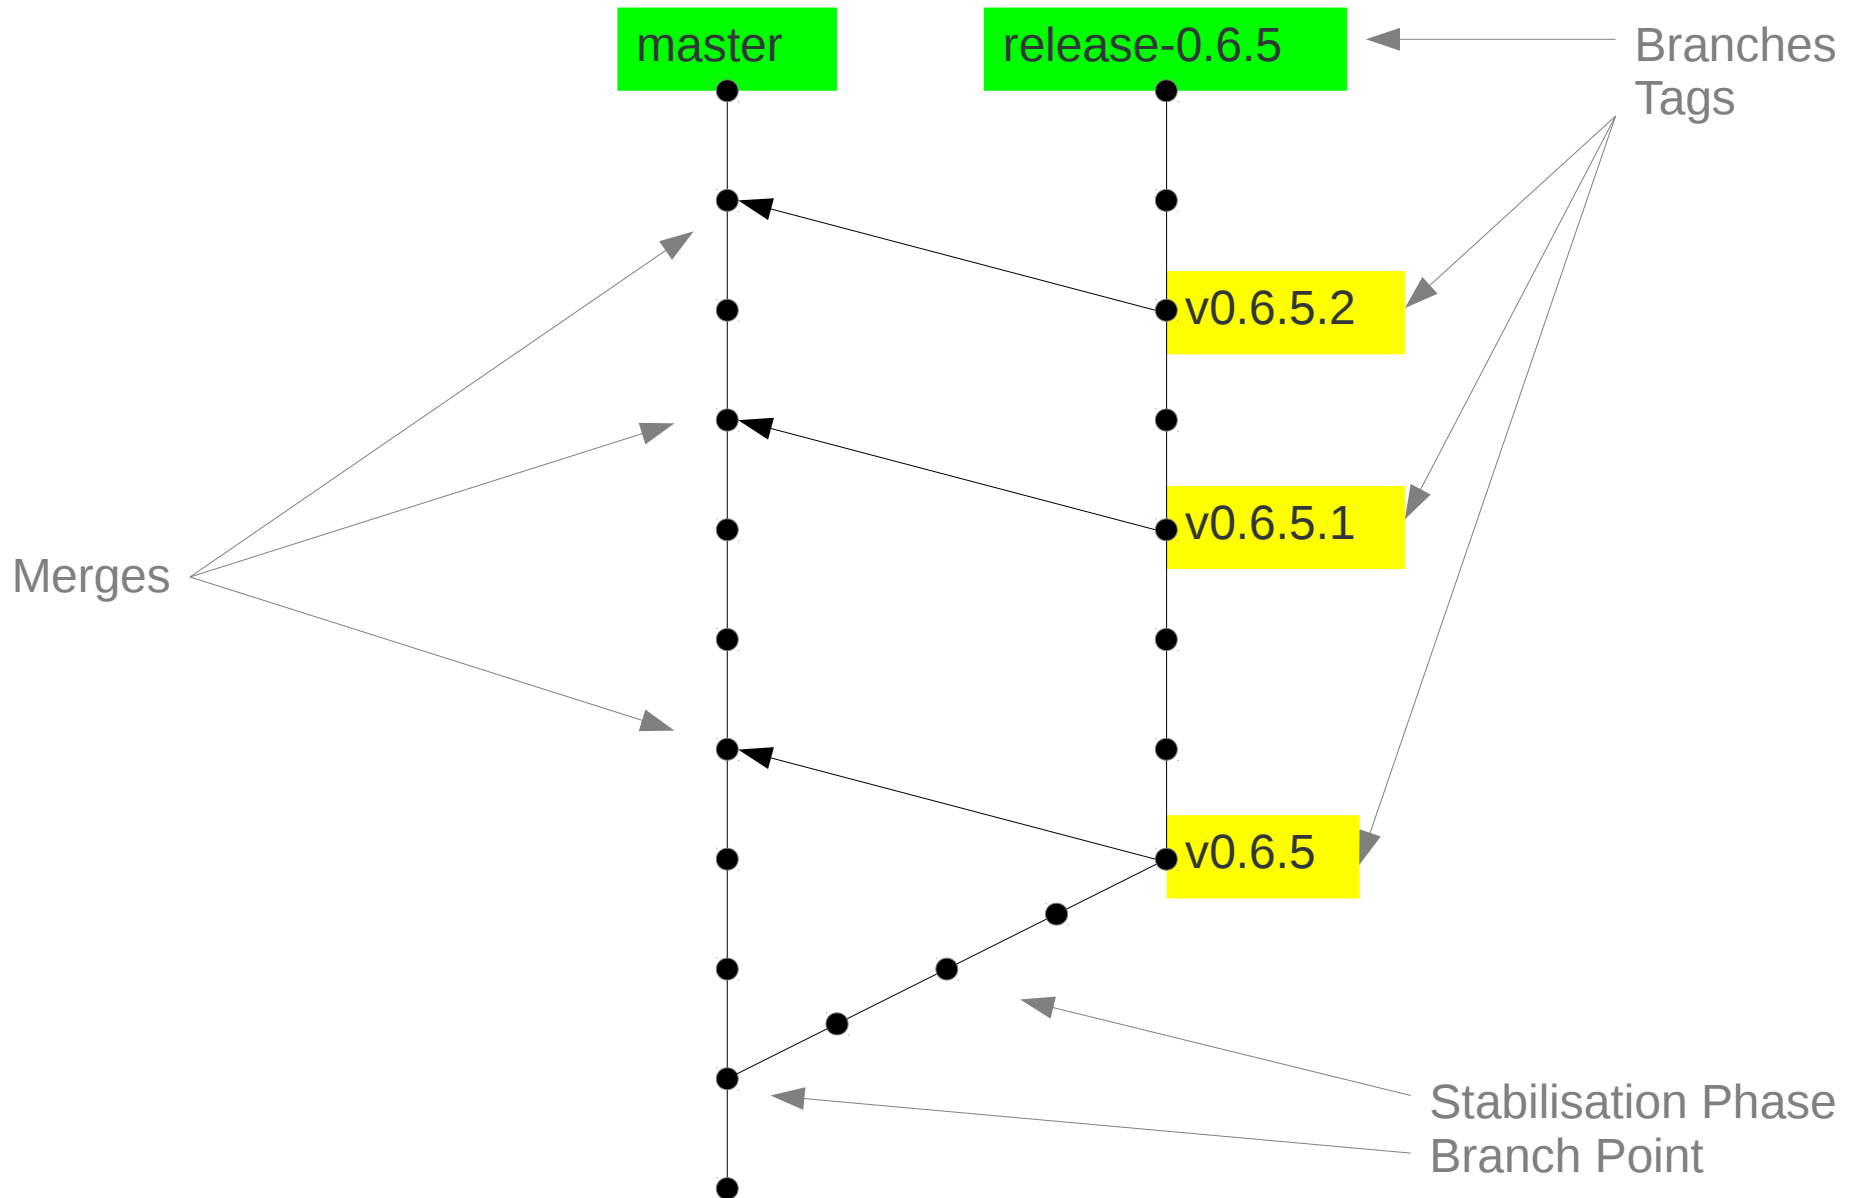 master
release-0.6.5
Branches
Tags
v0.6.5.2
v0.6.5.1
Merges
v0.6.5
Stabilisation Phase
Branch Point